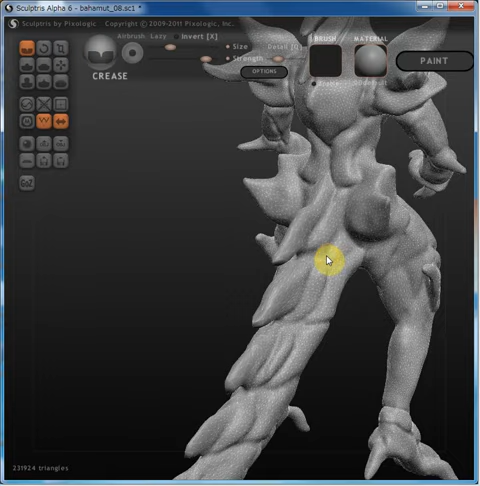 Sculptris Alpha 6 - bahamut_08.sc1 *
Sculptris by Pixologic Copyright © 2009-2011 Pixologic, Inc.
Airbrush Lazy Invert [X]
Size Detail [Q]
Strength
CREASE
OPTIONS
BRUSH MATERIAL
PAINT
GoZ
231924 triangles